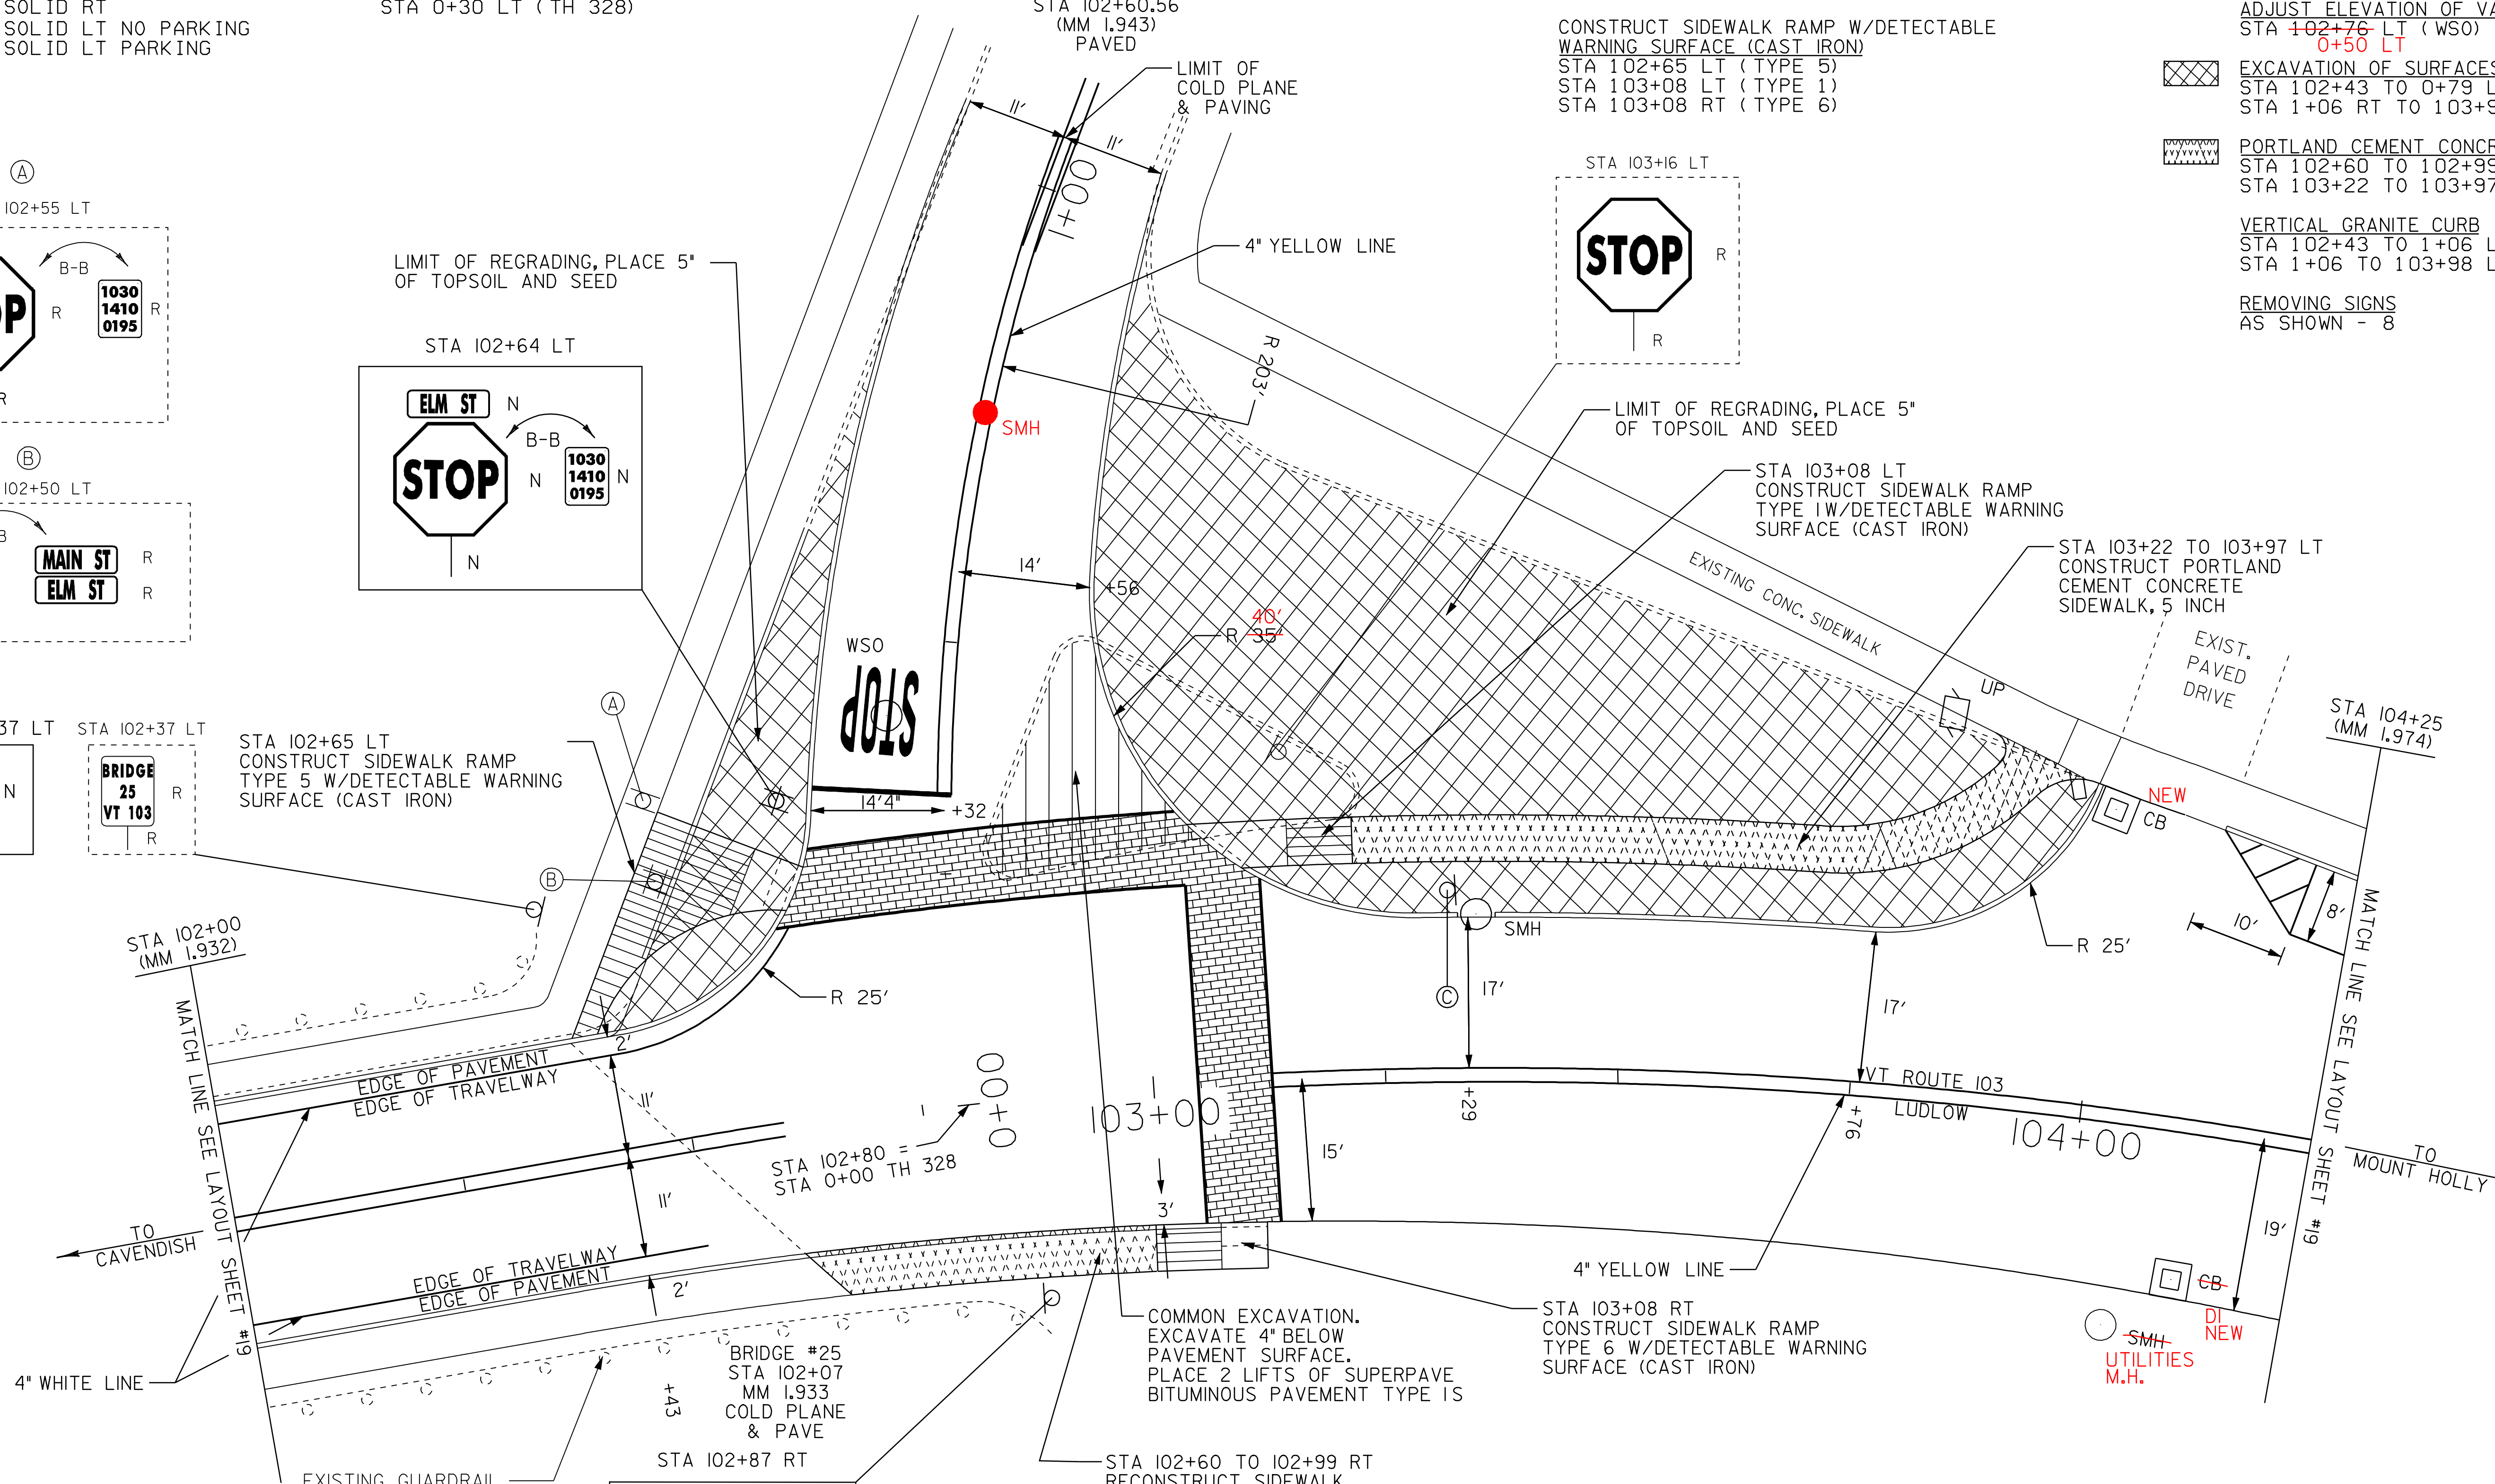 SOLID RT
SOLID LT NO PARKING
SOLID LT PARKING
STA 0+30 LT (TH 328)
STA 102+60.56
(MM 1.943)
PAVED
LIMIT OF
COLD PLANE
& PAVING
CONSTRUCT SIDEWALK RAMP W/DETECTABLE
WARNING SURFACE (CAST IRON)
STA 102+65 LT (TYPE 5)
STA 103+08 LT (TYPE 1)
STA 103+08 RT (TYPE 6)
ADJUST ELEVATION OF VA
STA 102+76 LT (WSO)
0+50 LT
EXCAVATION OF SURFACES
STA 102+43 TO 0+79 L
STA 1+06 RT TO 103+9
PORTLAND CEMENT CONCR
STA 102+60 TO 102+99
STA 103+22 TO 103+97
VERTICAL GRANITE CURB
STA 102+43 TO 1+06 L
STA 1+06 TO 103+98 L
REMOVING SIGNS
AS SHOWN - 8
A
102+55 LT
OP
B-B
R
1030
1410
0195
R
R
B
102+50 LT
B
MAIN ST
R
ELM ST
R
LIMIT OF REGRADING, PLACE 5"
OF TOPSOIL AND SEED
STA 102+64 LT
ELM ST
N
B-B
STOP
N
1030
1410
0195
N
N
11'
11'
1+00
4" YELLOW LINE
R 203'
SMH
STA 103+16 LT
STOP
R
R
LIMIT OF REGRADING, PLACE 5"
OF TOPSOIL AND SEED
STA 103+08 LT
CONSTRUCT SIDEWALK RAMP
TYPE 1 W/DETECTABLE WARNING
SURFACE (CAST IRON)
STA 103+22 TO 103+97 LT
CONSTRUCT PORTLAND
CEMENT CONCRETE
SIDEWALK, 5 INCH
EXISTING CONC. SIDEWALK
EXIST.
PAVED
DRIVE
UP
14'
+56
40'
R 35'
WSO
STOP
14'4"
+32
STA 104+25
(MM 1.974)
NEW
CB
37 LT
N
STA 102+37 LT
BRIDGE
25
VT 103
R
R
STA 102+65 LT
CONSTRUCT SIDEWALK RAMP
TYPE 5 W/DETECTABLE WARNING
SURFACE (CAST IRON)
A
B
STA 102+00
(MM 1.932)
MATCH LINE SEE LAYOUT SHEET #19
R 25'
SMH
C
17'
17'
R 25'
10'
8'
MATCH LINE SEE LAYOUT SHEET #19
2'
EDGE OF PAVEMENT
EDGE OF TRAVELWAY
11'
11'
0+00
103+00
STA 102+80 =
STA 0+00 TH 328
+29
VT ROUTE 103
LUDLOW
+76
104+00
15'
3'
TO
MOUNT HOLLY
19'
TO
CAVENDISH
EDGE OF TRAVELWAY
EDGE OF PAVEMENT
2'
4" WHITE LINE
+43
BRIDGE #25
STA 102+07
MM 1.933
COLD PLANE
& PAVE
COMMON EXCAVATION.
EXCAVATE 4" BELOW
PAVEMENT SURFACE.
PLACE 2 LIFTS OF SUPERPAVE
BITUMINOUS PAVEMENT TYPE IS
4" YELLOW LINE
STA 103+08 RT
CONSTRUCT SIDEWALK RAMP
TYPE 6 W/DETECTABLE WARNING
SURFACE (CAST IRON)
CB
DI
NEW
SMH
UTILITIES
M.H.
STA 102+87 RT
EXISTING GUARDRAIL
STA 102+60 TO 102+99 RT
RECONSTRUCT SIDEWALK